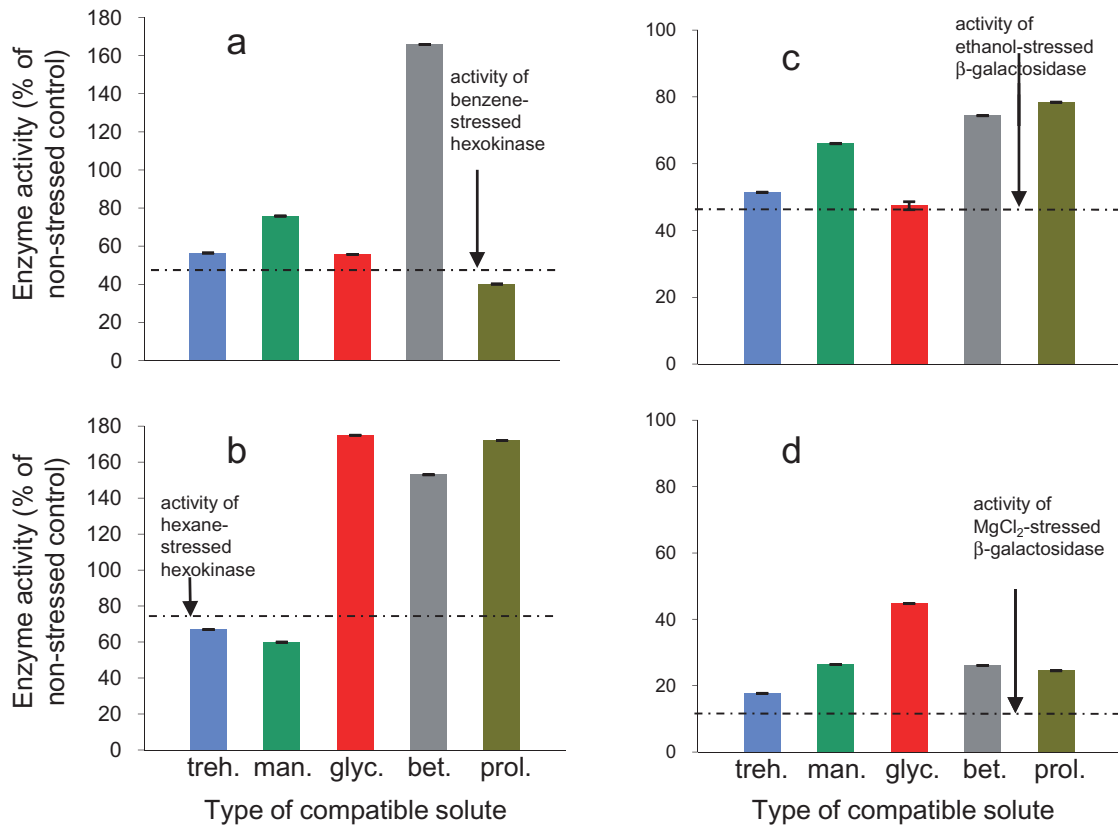 Enzyme activity (% of
non-stressed control)
180
160
140
120
100
80
60
40
20
0
a
activity of
benzene-
stressed
hexokinase
100
80
60
40
20
0
c
activity of
ethanol-stressed
β-galactosidase
Enzyme activity (% of
non-stressed control)
180
160
140
120
100
80
60
40
20
0
b
activity of
hexane-
stressed
hexokinase
treh. man. glyc. bet. prol.
Type of compatible solute
100
80
60
40
20
0
d
activity of
MgCl₂-stressed
β-galactosidase
treh. man. glyc. bet. prol.
Type of compatible solute